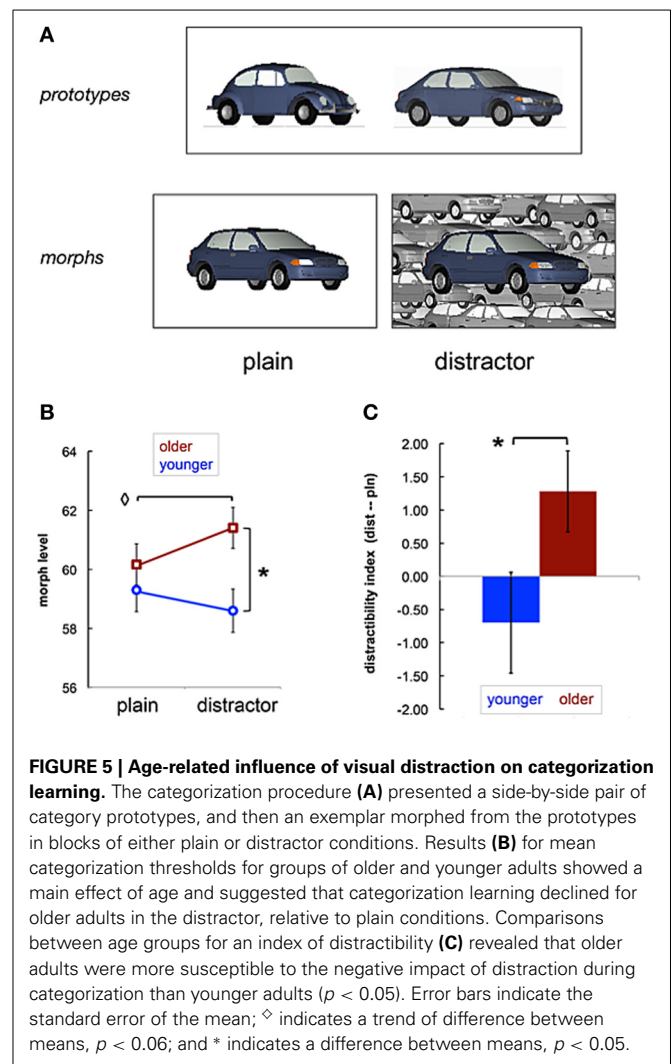 A
prototypes
morphs
plain
distractor
B
older
younger
64
62
60
58
56
morph level
◊
*
plain
distractor
C
*
2.00
1.50
1.00
0.50
0.00
-0.50
-1.00
-1.50
-2.00
distractibility index (dist -- pln)
younger
older
FIGURE 5 | Age-related influence of visual distraction on categorization
learning. The categorization procedure (A) presented a side-by-side pair of
category prototypes, and then an exemplar morphed from the prototypes
in blocks of either plain or distractor conditions. Results (B) for mean
categorization thresholds for groups of older and younger adults showed a
main effect of age and suggested that categorization learning declined for
older adults in the distractor, relative to plain conditions. Comparisons
between age groups for an index of distractibility (C) revealed that older
adults were more susceptible to the negative impact of distraction during
categorization than younger adults (p < 0.05). Error bars indicate the
standard error of the mean; ◊ indicates a trend of difference between
means, p < 0.06; and * indicates a difference between means, p < 0.05.